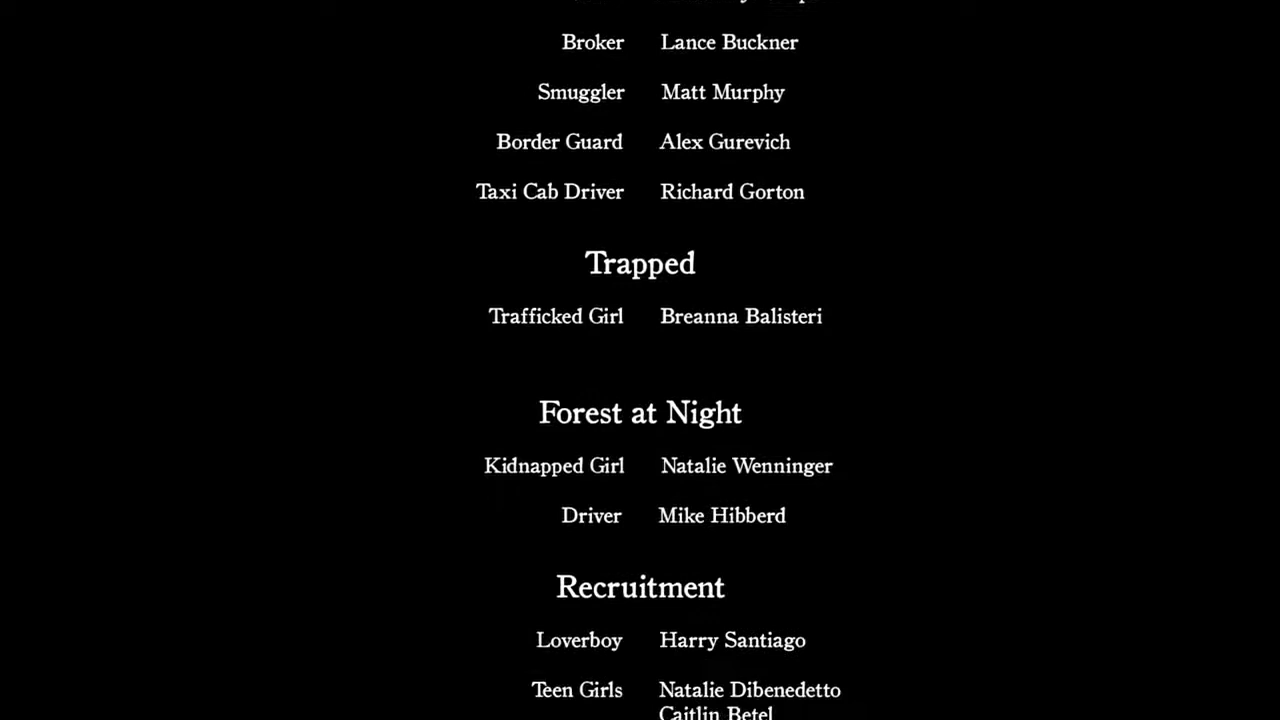 Broker Lance Buckner
Smuggler Matt Murphy
Border Guard Alex Gurevich
Taxi Cab Driver Richard Gorton
Trapped
Trafficked Girl Breanna Balisteri
Forest at Night
Kidnapped Girl Natalie Wenninger
Driver Mike Hibberd
Recruitment
Loverboy Harry Santiago
Teen Girls Natalie Dibenedetto
Caitlin Betel